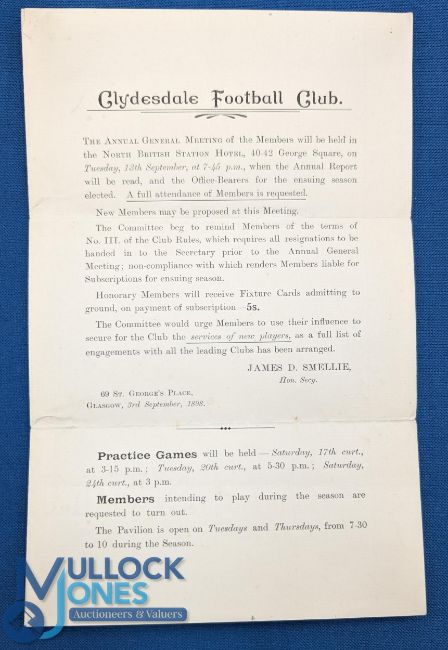 Clydesdale Football Club.
THE ANNUAL GENERAL MEETING of the Members will be held in
the NORTH BRITISH STATION HOTEL, 40-42 George Square, on
Tuesday, 13th September, at 7-45 p.m., when the Annual Report
will be read, and the Office-Bearers for the ensuing season
elected. A full attendance of Members is requested.
New Members may be proposed at this Meeting.
The Committee beg to remind Members of the terms of
No. III. of the Club Rules, which requires all resignations to be
handed in to the Secretary prior to the Annual General
Meeting; non-compliance with which renders Members liable for
Subscriptions for ensuing season.
Honorary Members will receive Fixture Cards admitting to
ground, on payment of subscription—5s.
The Committee would urge Members to use their influence to
secure for the Club the services of new players, as a full list of
engagements with all the leading Clubs has been arranged.
JAMES D. SMELLIE,
Hon. Secy.
69 ST. GEORGE'S PLACE,
GLASGOW, 3rd September, 1898.
Practice Games will be held—Saturday, 17th curt.,
at 3-15 p.m.; Tuesday, 20th curt., at 5-30 p.m.; Saturday,
24th curt., at 3 p.m.
Members intending to play during the season are
requested to turn out.
The Pavilion is open on Tuesdays and Thursdays, from 7-30
to 10 during the Season.
MULLOCK
JONES
Auctioneers & Valuers